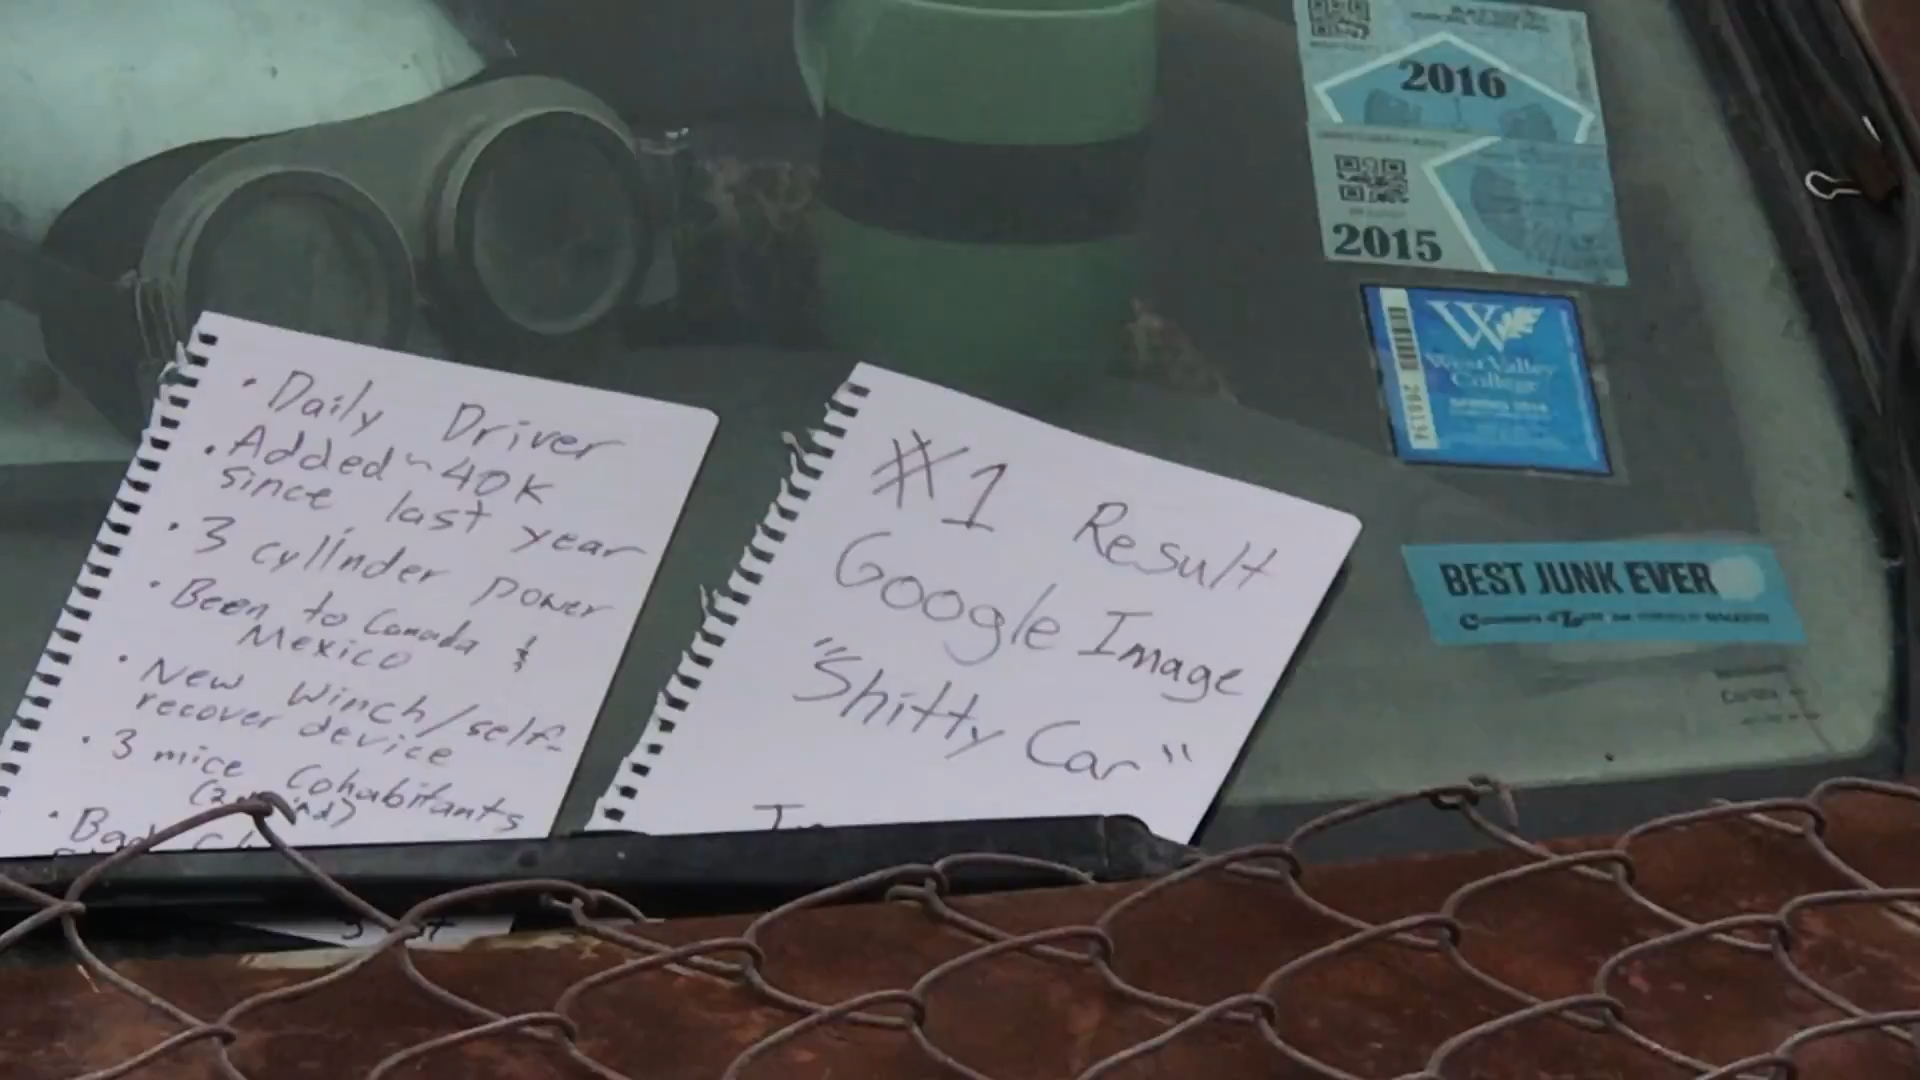 • Daily Driver
• Added ~40K
since last year
• 3 cylinder power
• Been to Canada &
Mexico
• New Winch/self-
recover device
• 3 mice Cohabitants
• Bad
#1 Result
Google Image
"Shitty Car"
2016
2015
W
West Valley
College
BEST JUNK EVER